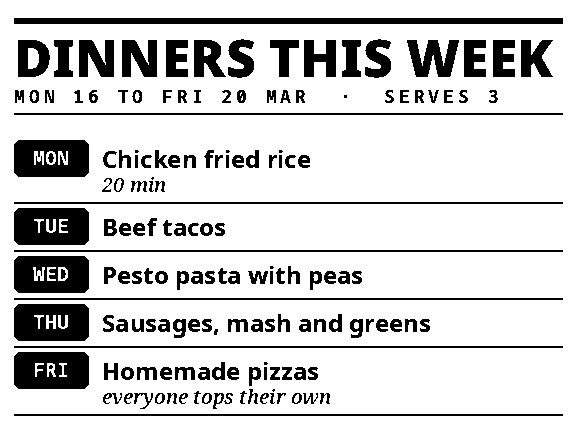 DINNERS THIS WEEK
MON 16 TO FRI 20 MAR · SERVES 3
MON Chicken fried rice
20 min
TUE Beef tacos
WED Pesto pasta with peas
THU Sausages, mash and greens
FRI Homemade pizzas
everyone tops their own